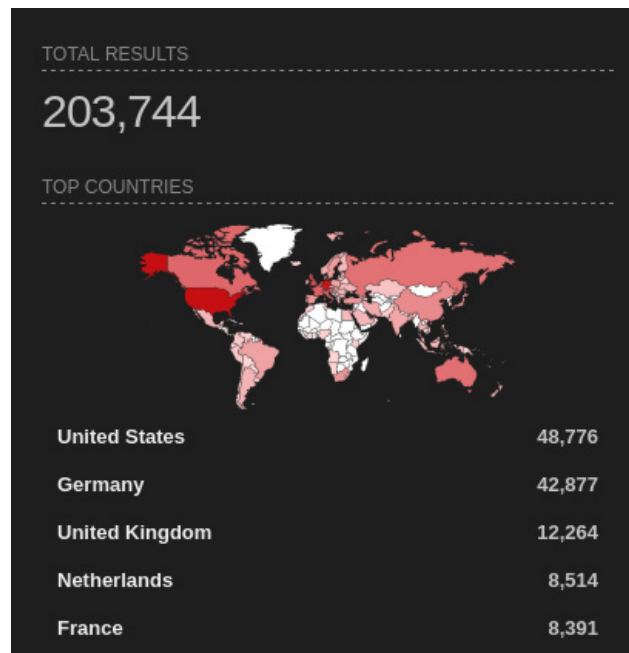 TOTAL RESULTS
203,744
TOP COUNTRIES
United States 48,776
Germany 42,877
United Kingdom 12,264
Netherlands 8,514
France 8,391